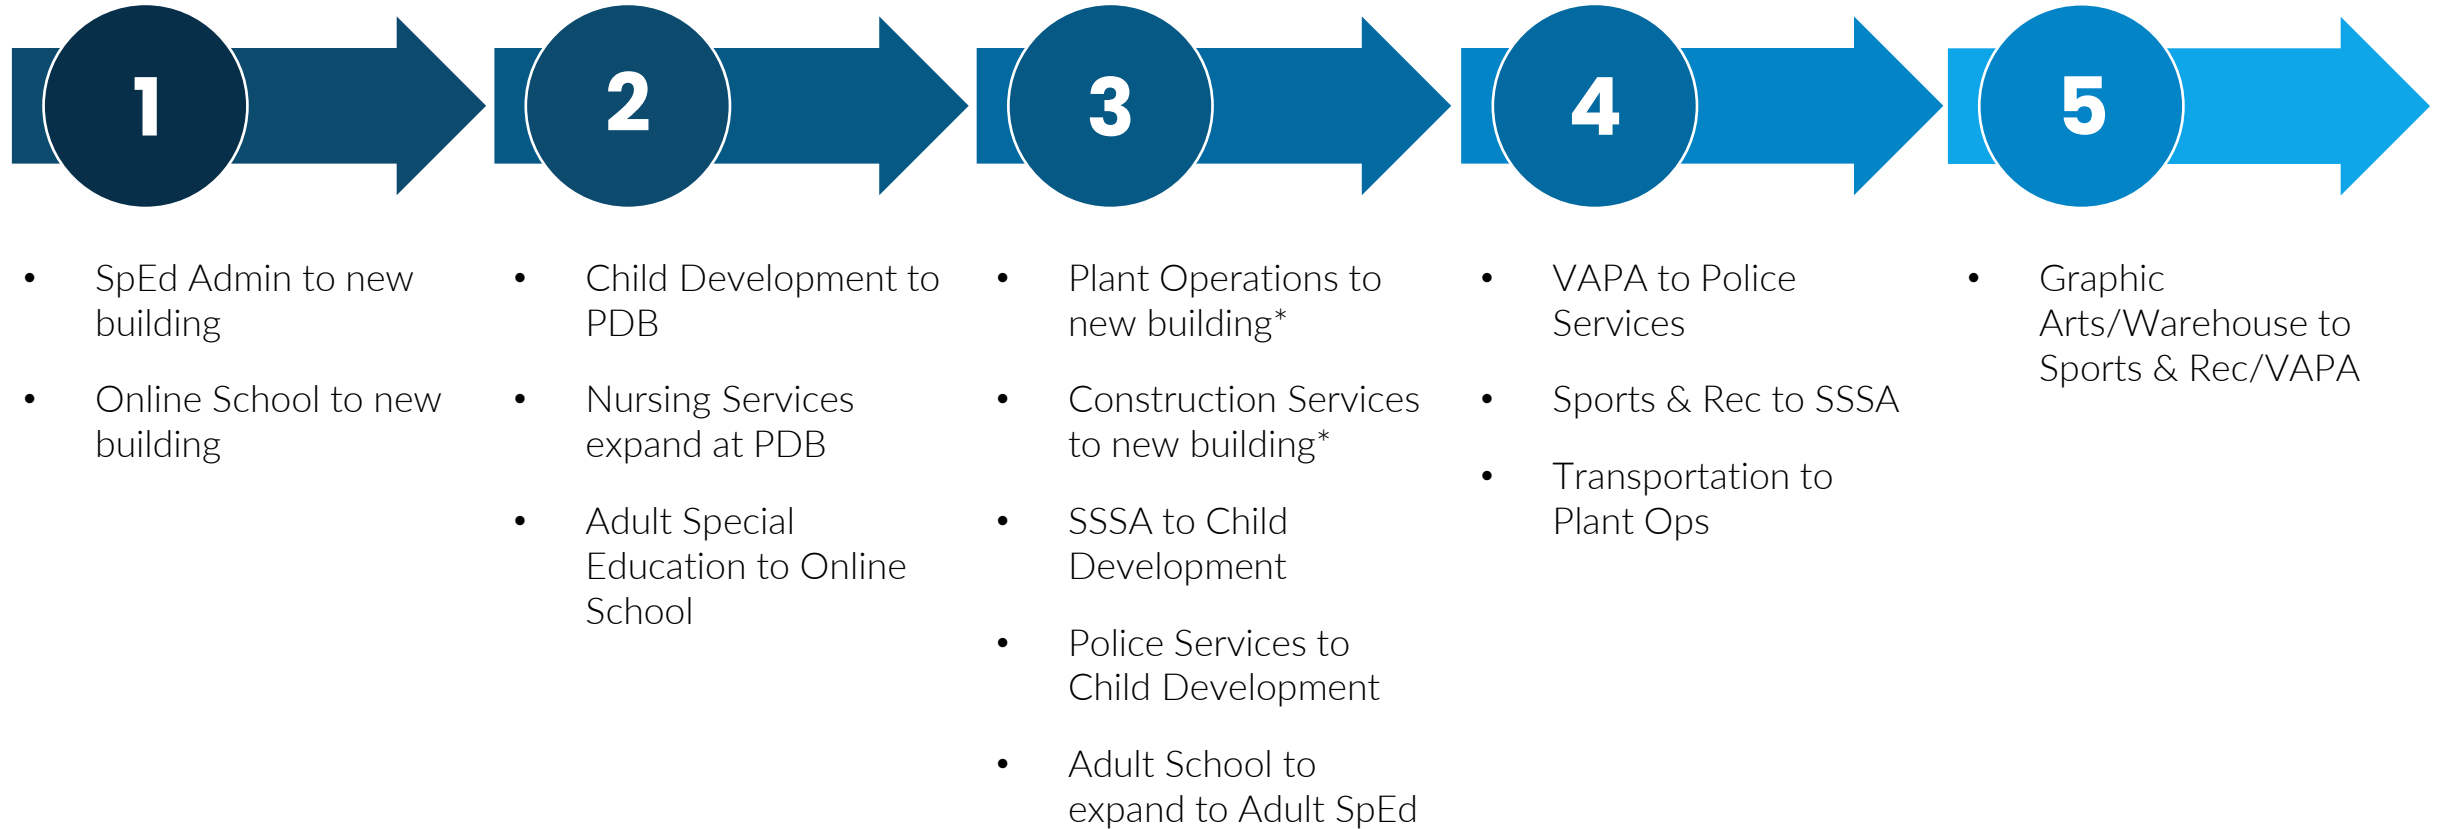 1
• SpEd Admin to new
building
• Online School to new
building
2
• Child Development to
PDB
• Nursing Services
expand at PDB
• Adult Special
Education to Online
School
3
• Plant Operations to
new building*
• Construction Services
to new building*
• SSSA to Child
Development
• Police Services to
Child Development
• Adult School to
expand to Adult SpEd
4
• VAPA to Police
Services
• Sports & Rec to SSSA
• Transportation to
Plant Ops
5
• Graphic
Arts/Warehouse to
Sports & Rec/VAPA